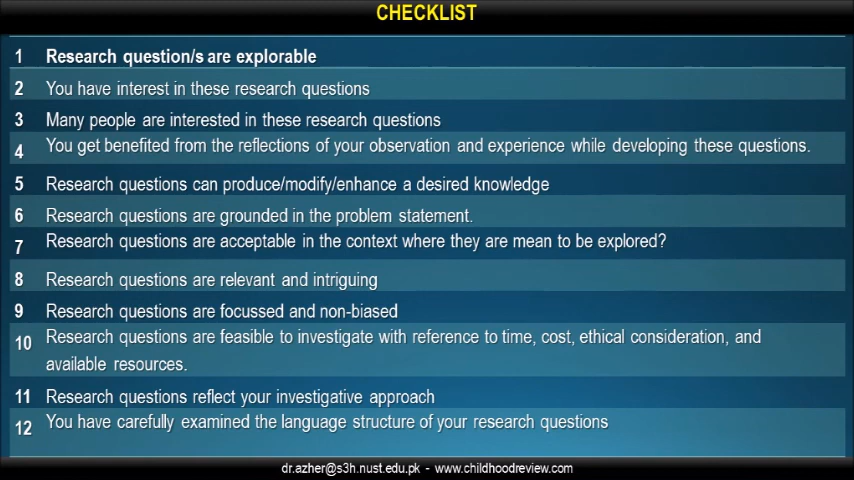 CHECKLIST
1 Research question/s are explorable
2 You have interest in these research questions
3 Many people are interested in these research questions
4 You get benefited from the reflections of your observation and experience while developing these questions.
5 Research questions can produce/modify/enhance a desired knowledge
6 Research questions are grounded in the problem statement.
7 Research questions are acceptable in the context where they are mean to be explored?
8 Research questions are relevant and intriguing
9 Research questions are focussed and non-biased
10 Research questions are feasible to investigate with reference to time, cost, ethical consideration, and
available resources.
11 Research questions reflect your investigative approach
12 You have carefully examined the language structure of your research questions
dr.azher@s3h.nust.edu.pk - www.childhoodreview.com